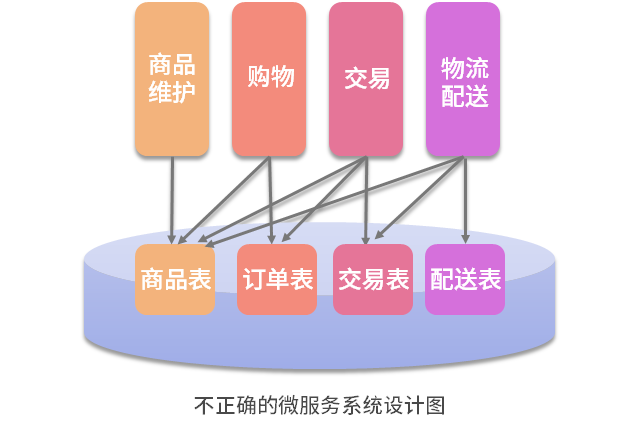 商品
维护
购物
交易
物流
配送
商品表
订单表
交易表
配送表
不正确的微服务系统设计图